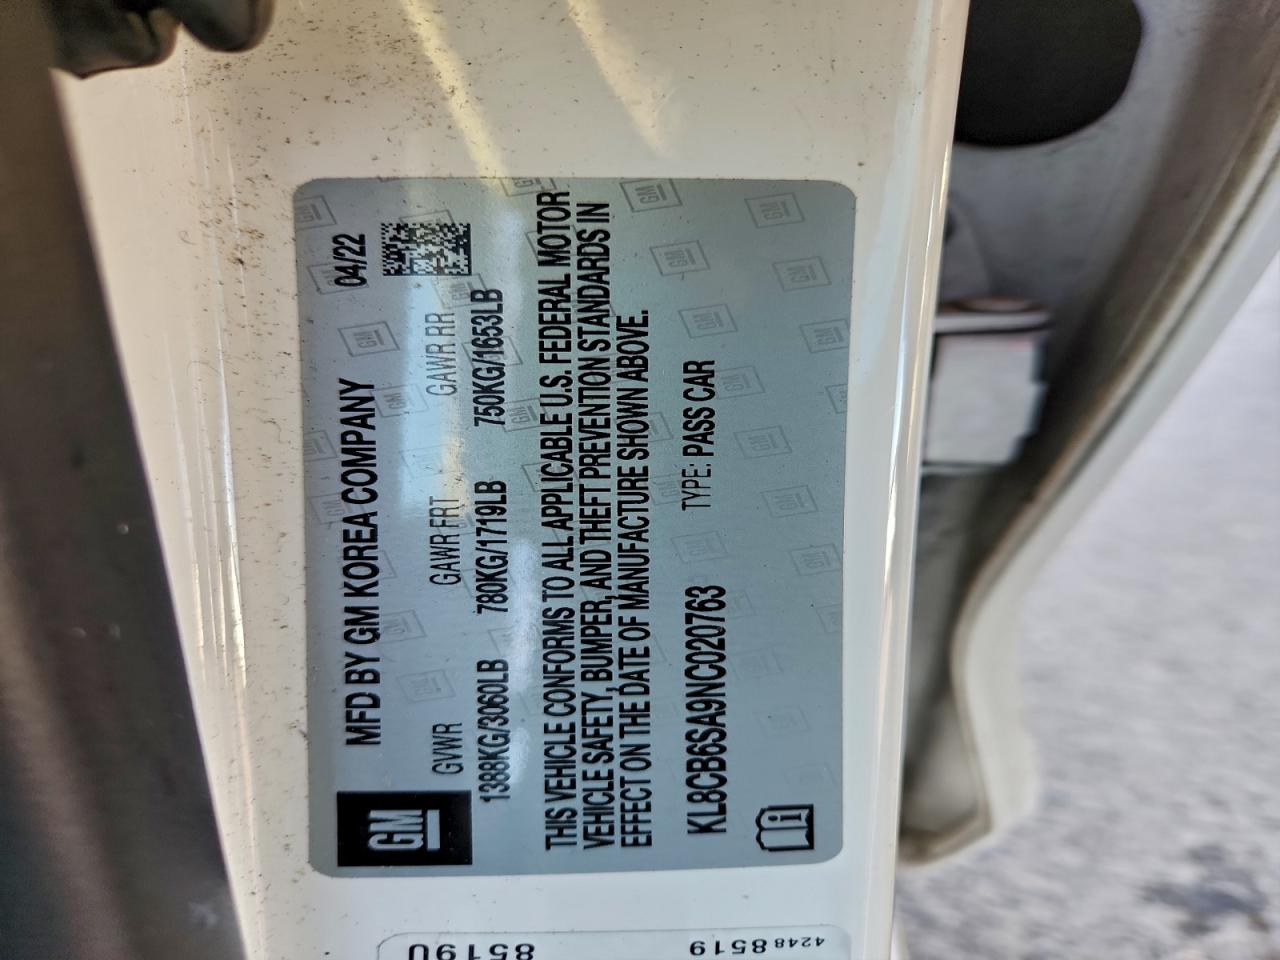 GM
MFD BY GM KOREA COMPANY 04/22
GVWR GAWR FRT GAWR RR
1388KG/3060LB 780KG/1719LB 750KG/1653LB
THIS VEHICLE CONFORMS TO ALL APPLICABLE U.S. FEDERAL MOTOR
VEHICLE SAFETY, BUMPER, AND THEFT PREVENTION STANDARDS IN
EFFECT ON THE DATE OF MANUFACTURE SHOWN ABOVE.
KL8CB6SA9NC020763 TYPE: PASS CAR
8519U
4248 8519